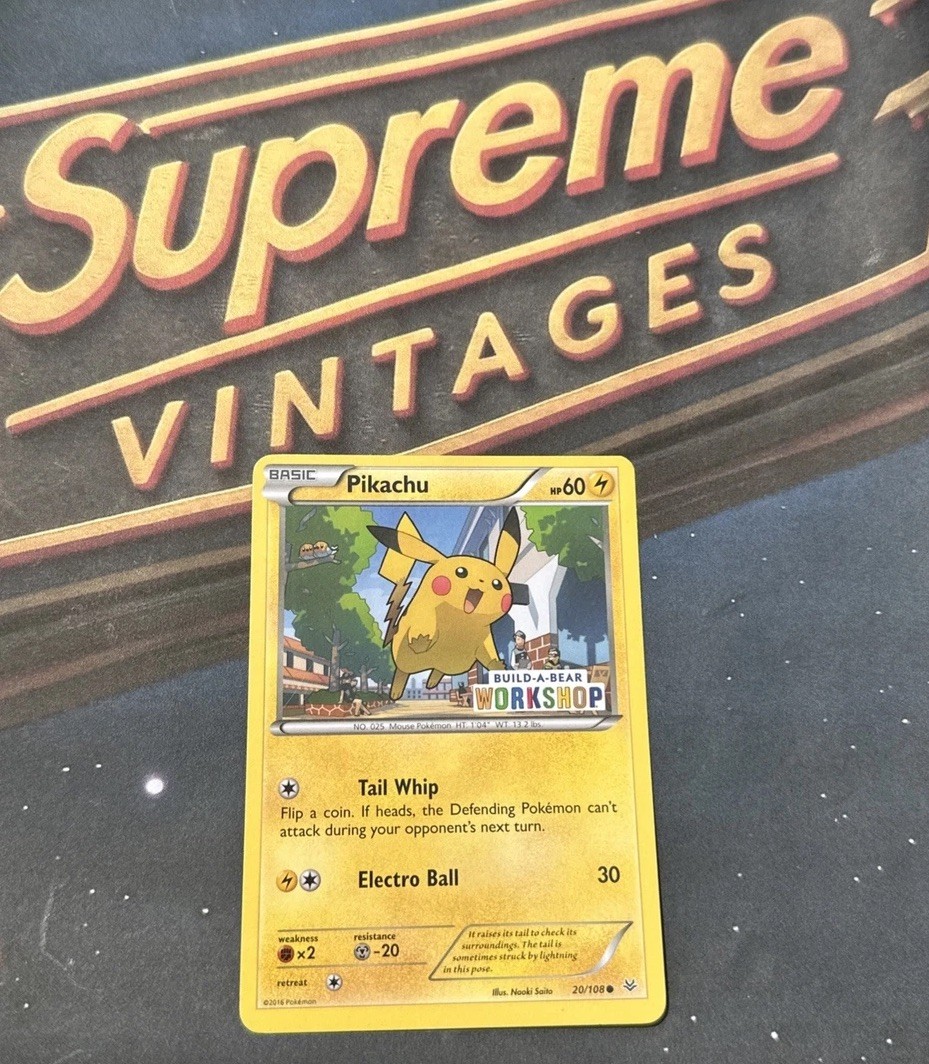 Supreme
VINTAGES
BASIC Pikachu HP60
BUILD-A-BEAR
WORKSHOP
NO. 025 Mouse Pokémon HT. 1'04" WT. 13.2 lbs.
Tail Whip
Flip a coin. If heads, the Defending Pokémon can't
attack during your opponent's next turn.
Electro Ball 30
weakness resistance
×2 -20
It raises its tail to check its
surroundings. The tail is
sometimes struck by lightning
in this pose.
retreat
Illus. Naoki Saito 20/108
©2016 Pokémon